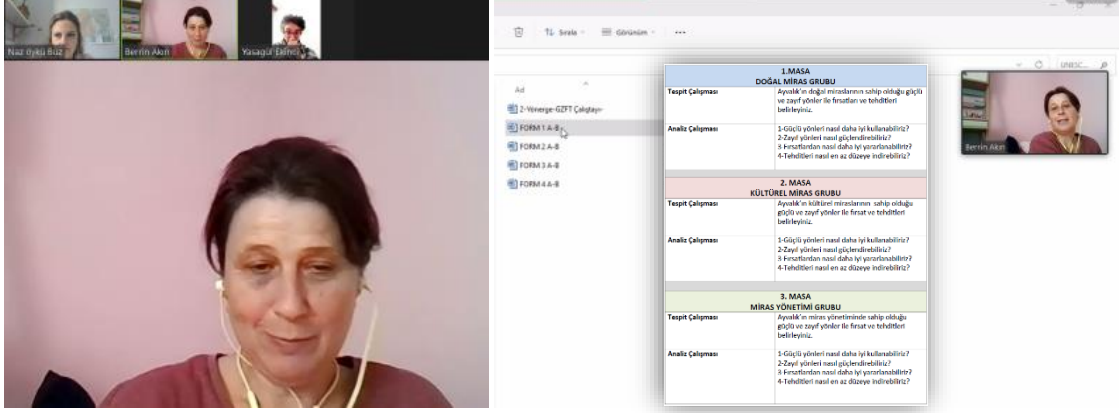 Naz öykü Buz
Berrin Akın
Yasagül Ekinci
Sırala
Görünüm
UNESC...
Ad
2-Yönerge-GZFT Çalıştayı-
FORM 1 A-B
FORM 2 A-B
FORM 3 A-B
FORM 4 A-B
1.MASA
DOĞAL MİRAS GRUBU
Tespit Çalışması
Ayvalık'ın doğal miraslarının sahip olduğu güçlü
ve zayıf yönler ile fırsatları ve tehditleri
belirleyiniz.
Analiz Çalışması
1-Güçlü yönleri nasıl daha iyi kullanabiliriz?
2-Zayıf yönleri nasıl güçlendirebiliriz?
3-Fırsatlardan nasıl daha iyi yararlanabiliriz?
4-Tehditleri nasıl en az düzeye indirebiliriz?
2. MASA
KÜLTÜREL MİRAS GRUBU
Tespit Çalışması
Ayvalık'ın kültürel miraslarının sahip olduğu
güçlü ve zayıf yönler ile fırsat ve tehditleri
belirleyiniz.
Analiz Çalışması
1-Güçlü yönleri nasıl daha iyi kullanabiliriz?
2-Zayıf yönleri nasıl güçlendirebiliriz?
3-Fırsatlardan nasıl daha iyi yararlanabiliriz?
4-Tehditleri nasıl en az düzeye indirebiliriz?
3. MASA
MİRAS YÖNETİMİ GRUBU
Tespit Çalışması
Ayvalık'ın miras yönetiminde sahip olduğu
güçlü ve zayıf yönler ile fırsat ve tehditleri
belirleyiniz.
Analiz Çalışması
1-Güçlü yönleri nasıl daha iyi kullanabiliriz?
2-Zayıf yönleri nasıl güçlendirebiliriz?
3-Fırsatlardan nasıl daha iyi yararlanabiliriz?
4-Tehditleri nasıl en az düzeye indirebiliriz?
Berrin Akın